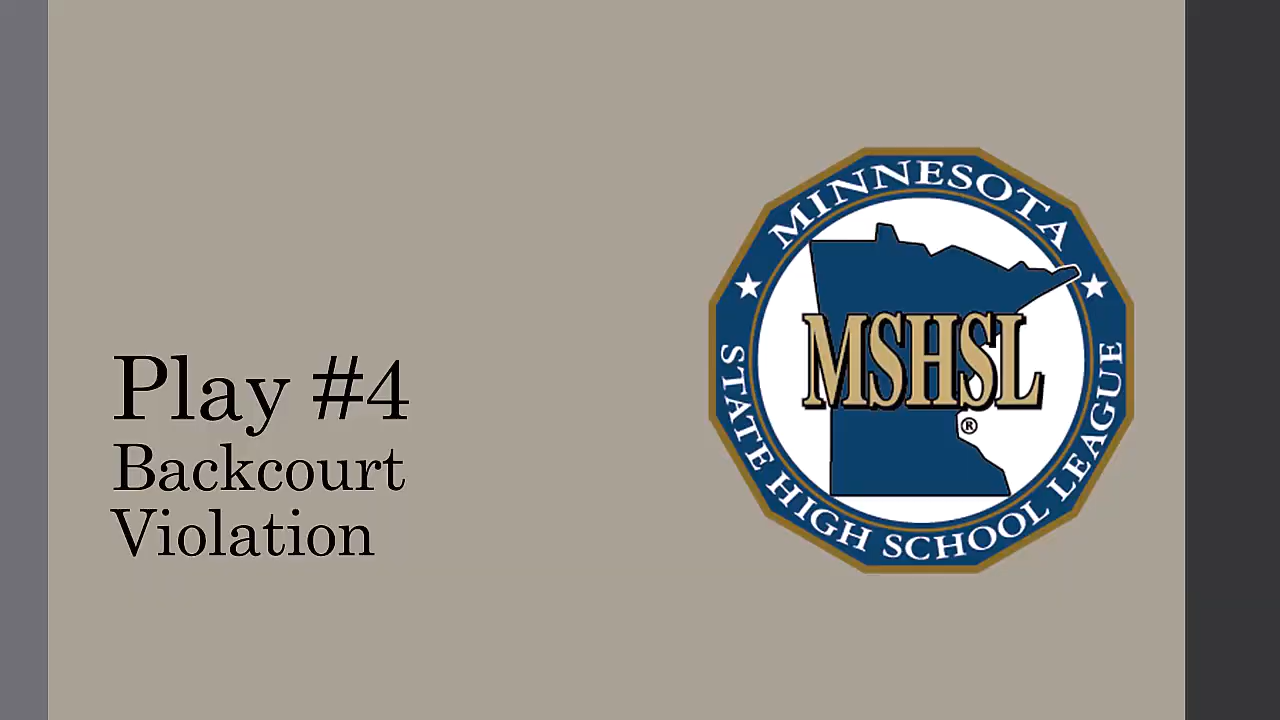 Play #4
Backcourt
Violation
MINNESOTA
MSHSL
®
STATE HIGH SCHOOL LEAGUE